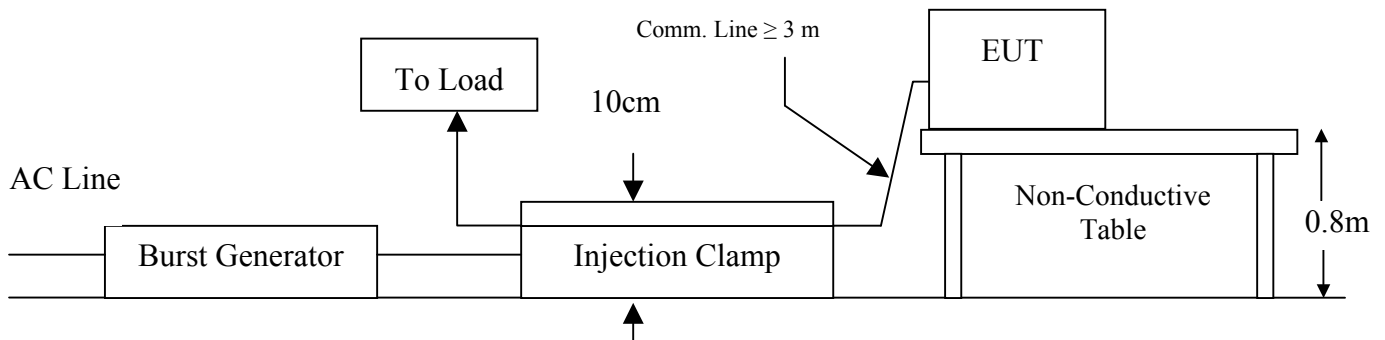 Comm. Line ≥ 3 m
EUT
To Load
10cm
AC Line
Non-Conductive
Table
0.8m
Burst Generator
Injection Clamp